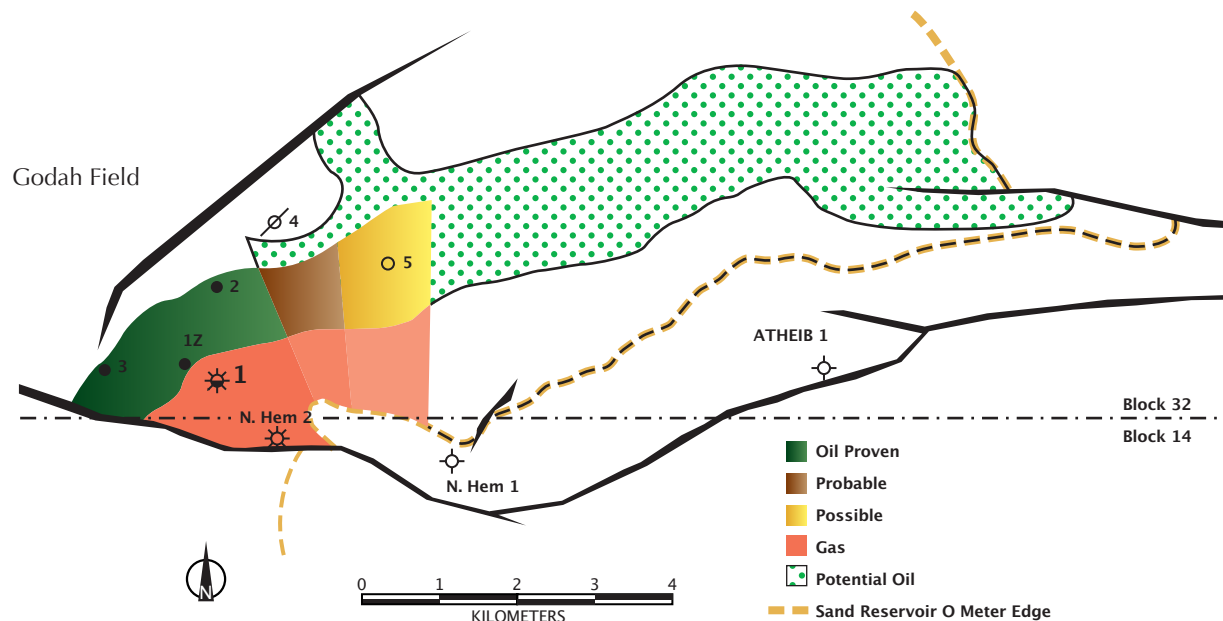 Godah Field
4
5
2
1Z
3
1
ATHEIB 1
N. Hem 2
Block 32
Block 14
N. Hem 1
Oil Proven
Probable
Possible
Gas
Potential Oil
Sand Reservoir O Meter Edge
N
0 1 2 3 4
KILOMETERS